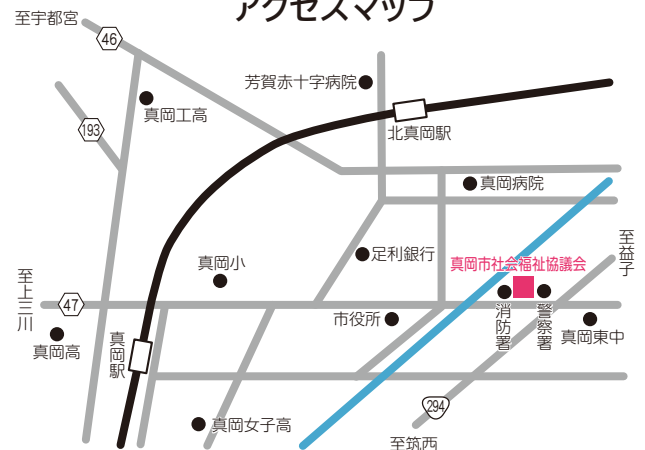 アクセスマップ
至宇都宮
46
芳賀赤十字病院
真岡工高
193
北真岡駅
真岡病院
至益子
足利銀行
真岡小
真岡市社会福祉協議会
至上三川
47
市役所
消防署
警察署
真岡東中
真岡高
真岡駅
294
真岡女子高
至筑西